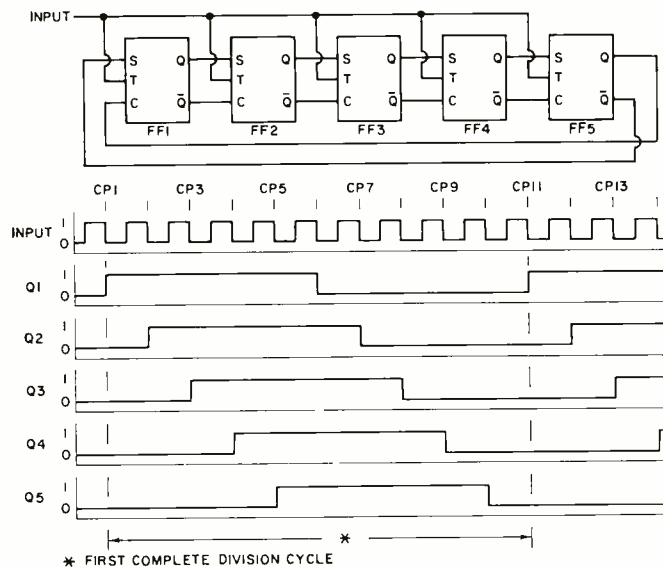 INPUT
S Q S Q S Q S Q S Q
T T T T T
C Q̄ C Q̄ C Q̄ C Q̄ C Q̄
FF1 FF2 FF3 FF4 FF5
CP1 CP3 CP5 CP7 CP9 CP11 CP13
INPUT 1 0
Q1 1 0
Q2 1 0
Q3 1 0
Q4 1 0
Q5 1 0
*
* FIRST COMPLETE DIVISION CYCLE